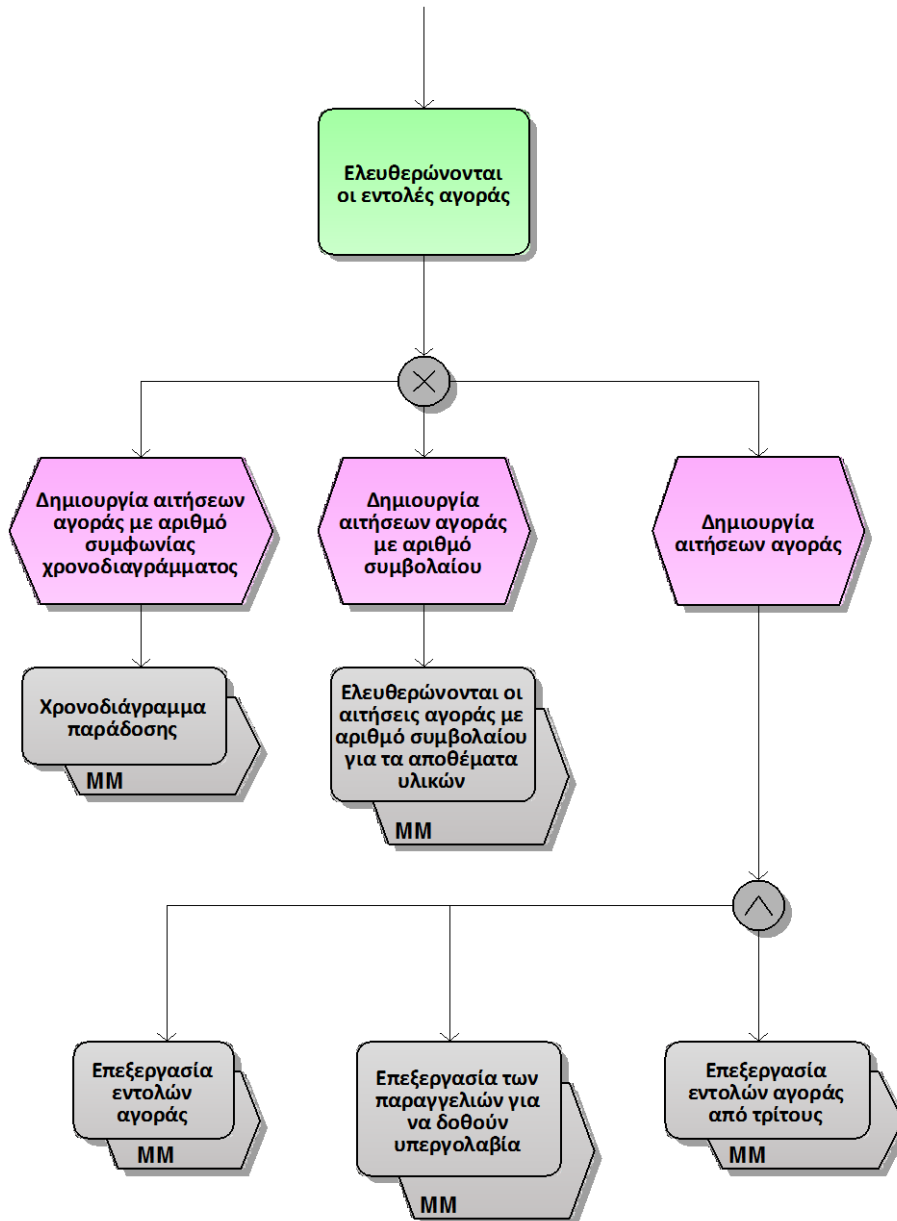 Ελευθερώνονται
οι εντολές αγοράς
Δημιουργία αιτήσεων
αγοράς με αριθμό
συμφωνίας
χρονοδιαγράμματος
Δημιουργία
αιτήσεων αγοράς
με αριθμό
συμβολαίου
Δημιουργία
αιτήσεων αγοράς
Χρονοδιάγραμμα
παράδοσης
MM
Ελευθερώνονται οι
αιτήσεις αγοράς με
αριθμό συμβολαίου
για τα αποθέματα
υλικών
MM
Επεξεργασία
εντολών
αγοράς
MM
Επεξεργασία των
παραγγελιών για
να δοθούν
υπεργολαβία
MM
Επεξεργασία
εντολών αγοράς
από τρίτους
MM